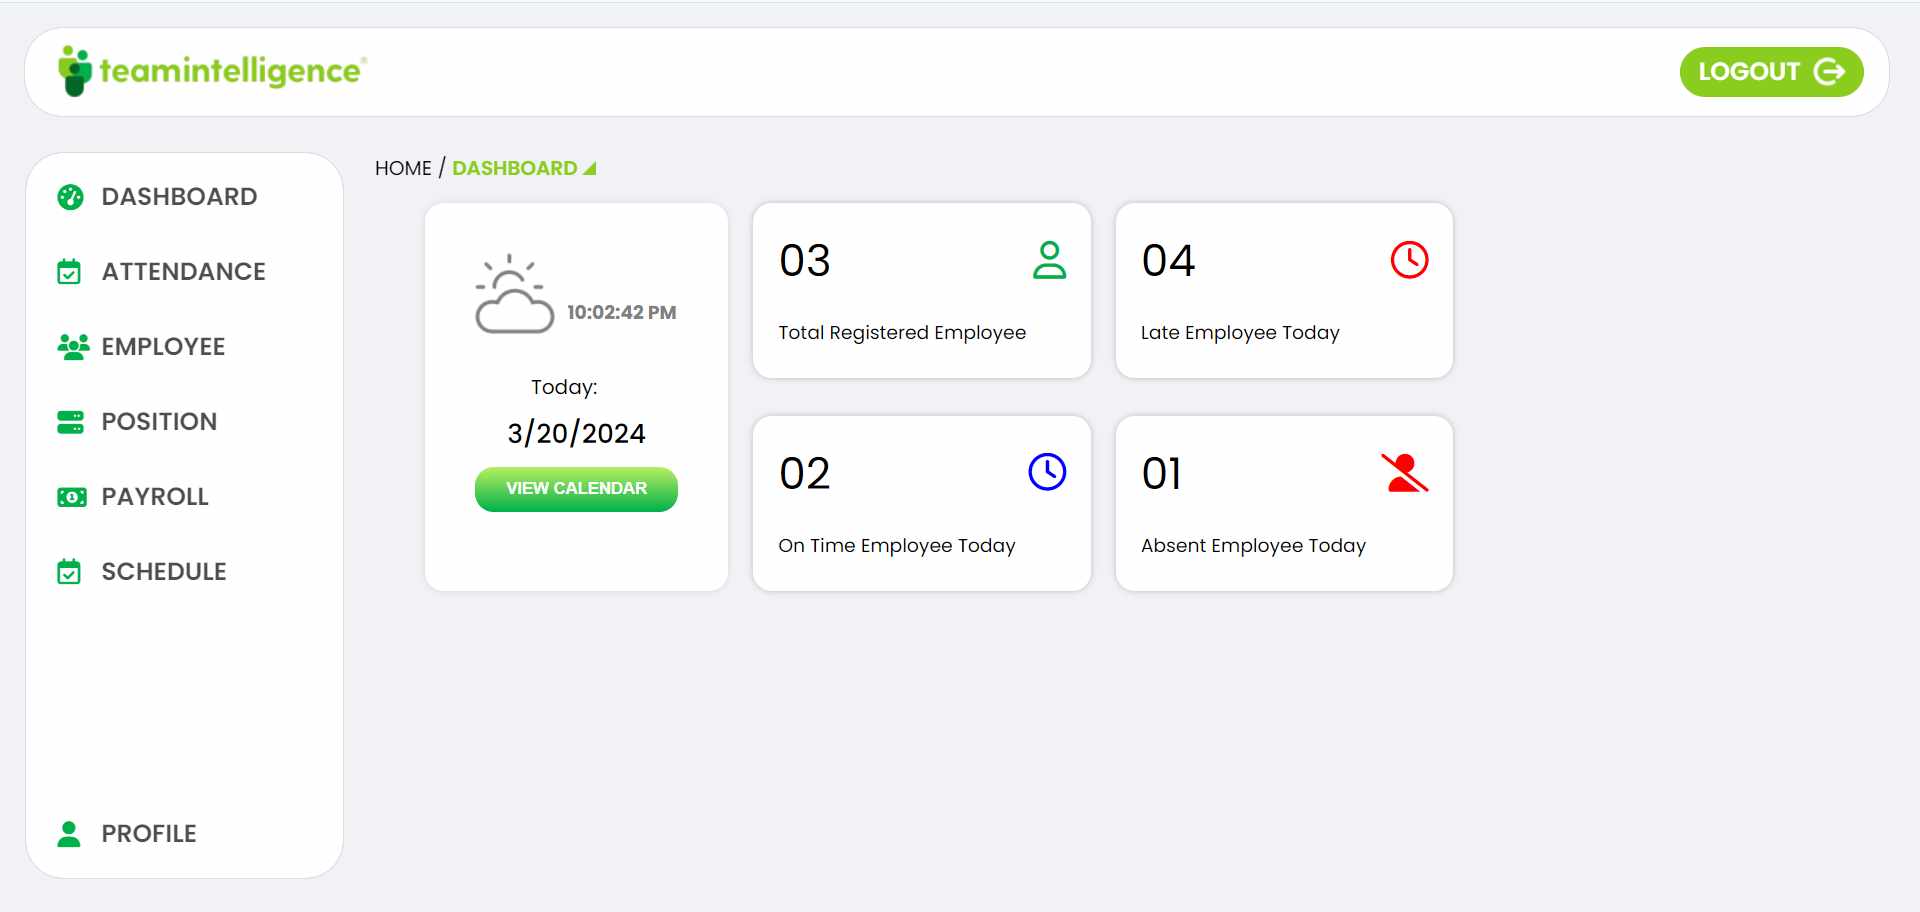 teamintelligence®
LOGOUT
DASHBOARD
ATTENDANCE
EMPLOYEE
POSITION
PAYROLL
SCHEDULE
PROFILE
HOME / DASHBOARD
10:02:42 PM
Today:
3/20/2024
VIEW CALENDAR
03
Total Registered Employee
04
Late Employee Today
02
On Time Employee Today
01
Absent Employee Today